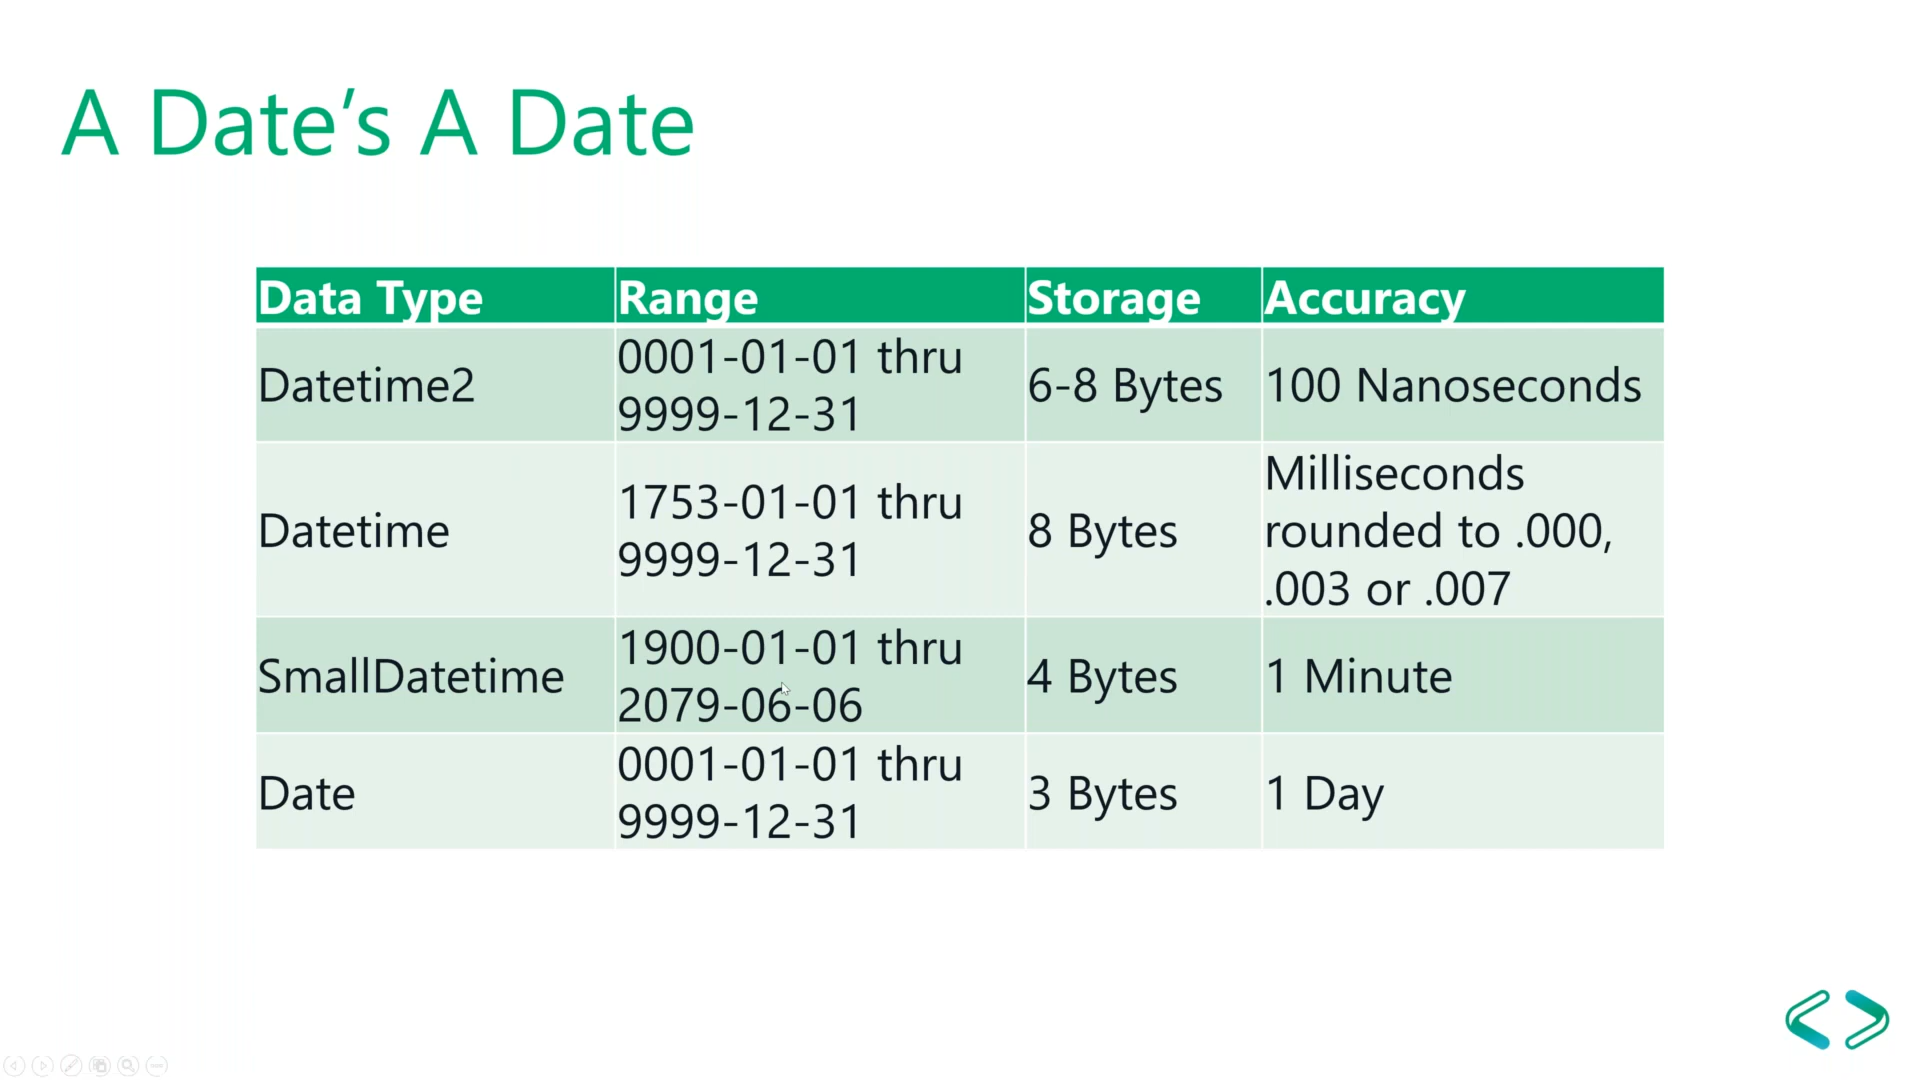 A Date’s A Date
Data Type
Range
Storage
Accuracy
Datetime2
0001-01-01 thru
9999-12-31
6-8 Bytes
100 Nanoseconds
Datetime
1753-01-01 thru
9999-12-31
8 Bytes
Milliseconds
rounded to .000,
.003 or .007
SmallDatetime
1900-01-01 thru
2079-06-06
4 Bytes
1 Minute
Date
0001-01-01 thru
9999-12-31
3 Bytes
1 Day